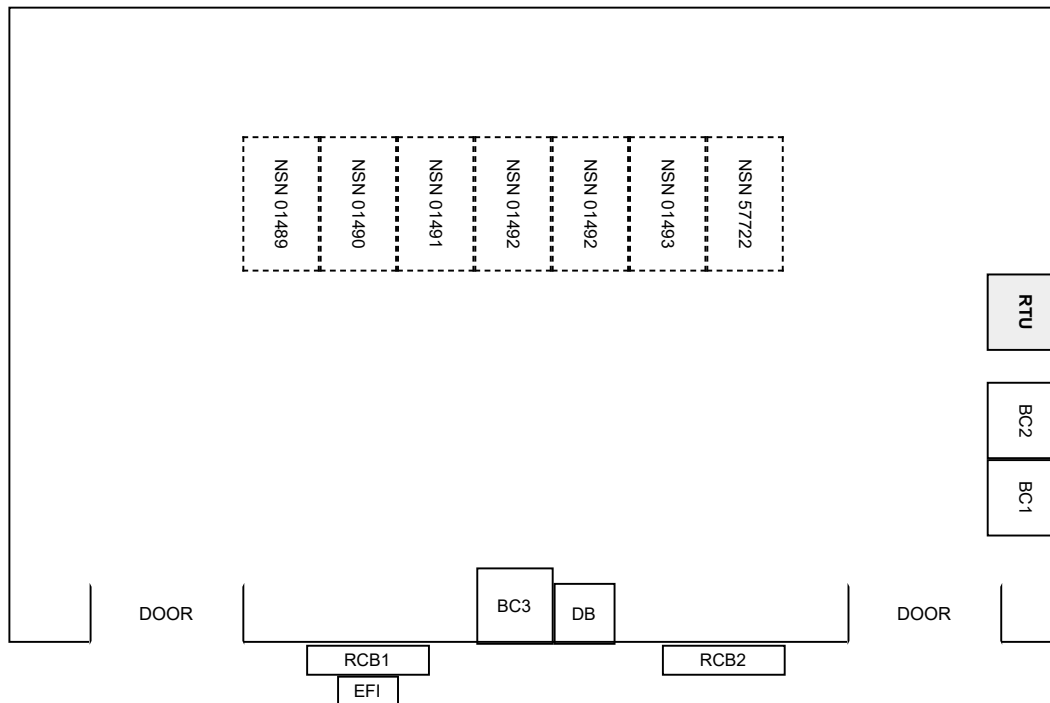 NSN 01489
NSN 01490
NSN 01491
NSN 01492
NSN 01492
NSN 01493
NSN 57722
RTU
BC2
BC1
DOOR
BC3
DB
DOOR
RCB1
RCB2
EFI